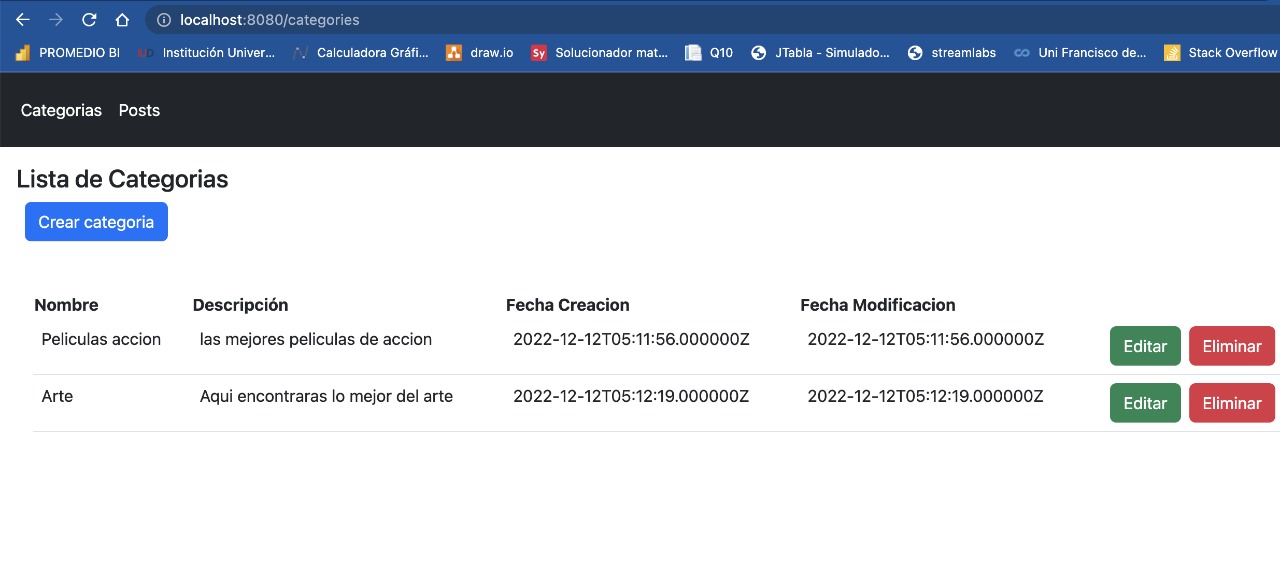 localhost:8080/categories
PROMEDIO BI Institución Univer... Calculadora Gráfi... draw.io Sy Solucionador mat... Q10 JTabla - Simulado... streamlabs Uni Francisco de... Stack Overflow
Categorias Posts
Lista de Categorias
Crear categoria
Nombre Descripción Fecha Creacion Fecha Modificacion
Peliculas accion las mejores peliculas de accion 2022-12-12T05:11:56.000000Z 2022-12-12T05:11:56.000000Z Editar Eliminar
Arte Aqui encontraras lo mejor del arte 2022-12-12T05:12:19.000000Z 2022-12-12T05:12:19.000000Z Editar Eliminar